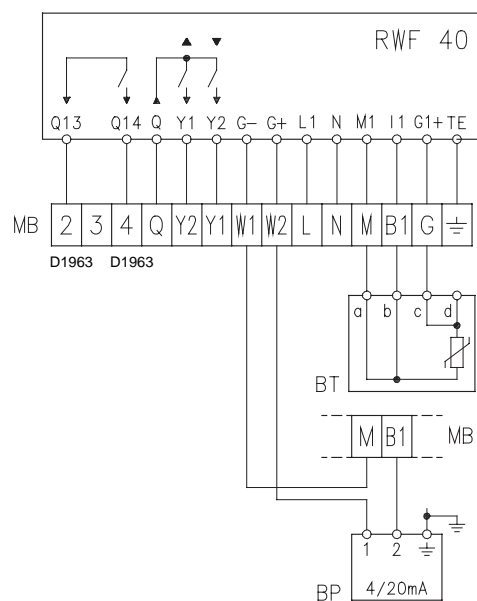 RWF 40
Q13 Q14 Q Y1 Y2 G- G+ L1 N M1 I1 G1+ TE
MB 2 3 4 Q Y2 Y1 W1 W2 L N M B1 G
D1963 D1963
a b c d
BT
M B1 MB
1 2
BP 4/20mA